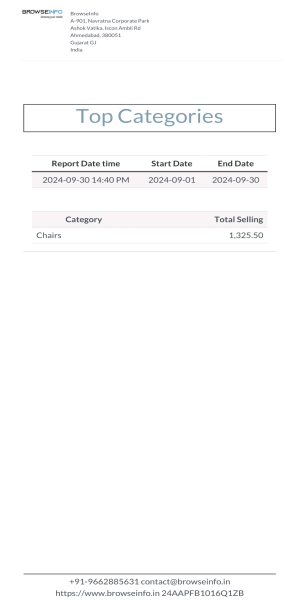 BROWSEINFO
BrowseInfo
A-901, Navratna Corporate Park
Ashok Vatika, Iscon Ambli Rd
Ahmedabad, 380051
Gujarat GJ
India
Top Categories
Report Date time Start Date End Date
2024-09-30 14:40 PM 2024-09-01 2024-09-30
Category Total Selling
Chairs 1,325.50
+91-9662885631 contact@browseinfo.in
https://www.browseinfo.in 24AAPFB1016Q1ZB